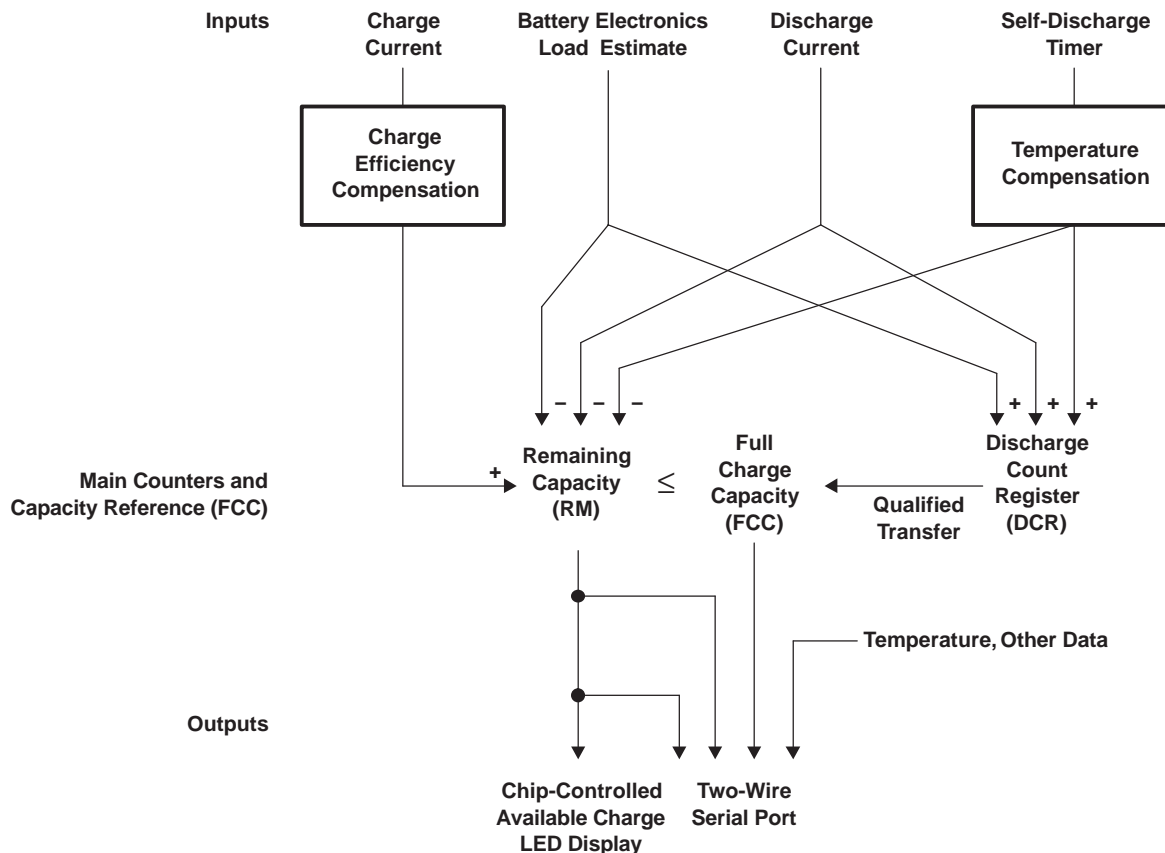 Inputs
Charge
Current
Battery Electronics
Load Estimate
Discharge
Current
Self-Discharge
Timer
Charge
Efficiency
Compensation
Temperature
Compensation
– – –
+ + +
Main Counters and
Capacity Reference (FCC)
+
Remaining
Capacity
(RM)
≤
Full
Charge
Capacity
(FCC)
Qualified
Transfer
Discharge
Count
Register
(DCR)
Temperature, Other Data
Outputs
Chip-Controlled
Available Charge
LED Display
Two-Wire
Serial Port